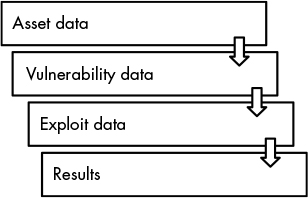 Asset data
Vulnerability data
Exploit data
Results